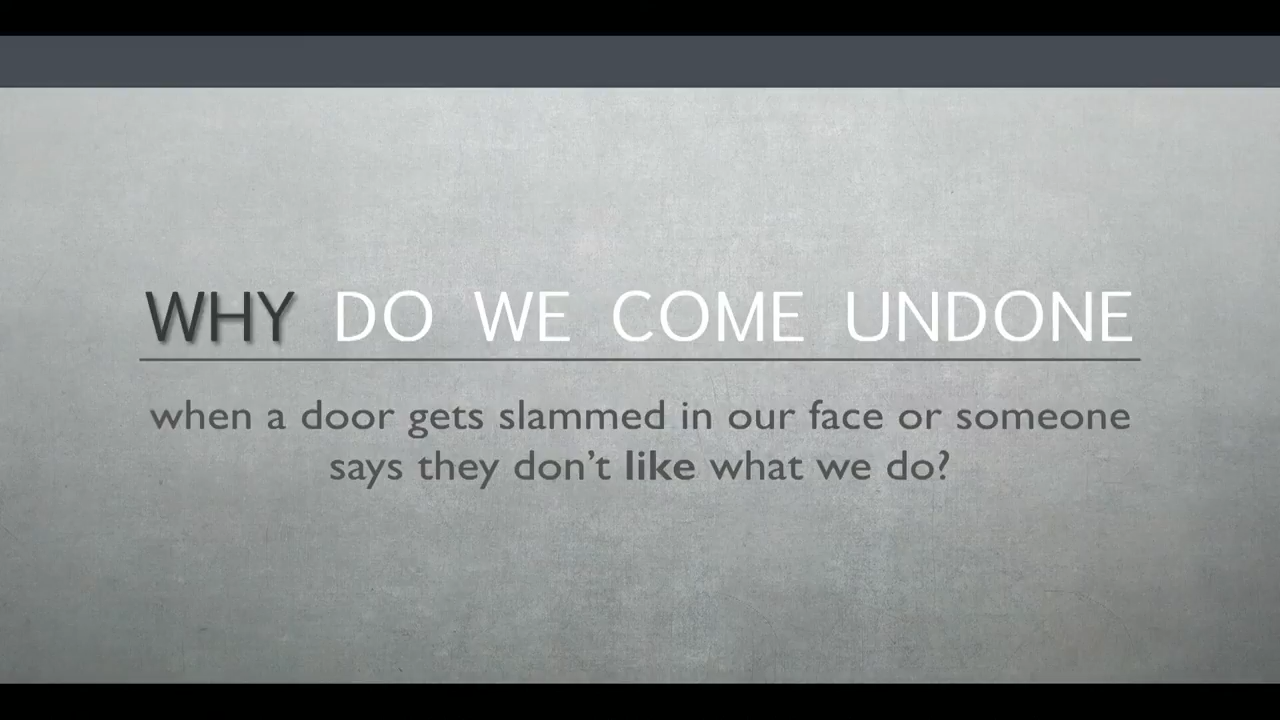 WHY DO WE COME UNDONE
when a door gets slammed in our face or someone
says they don’t like what we do?